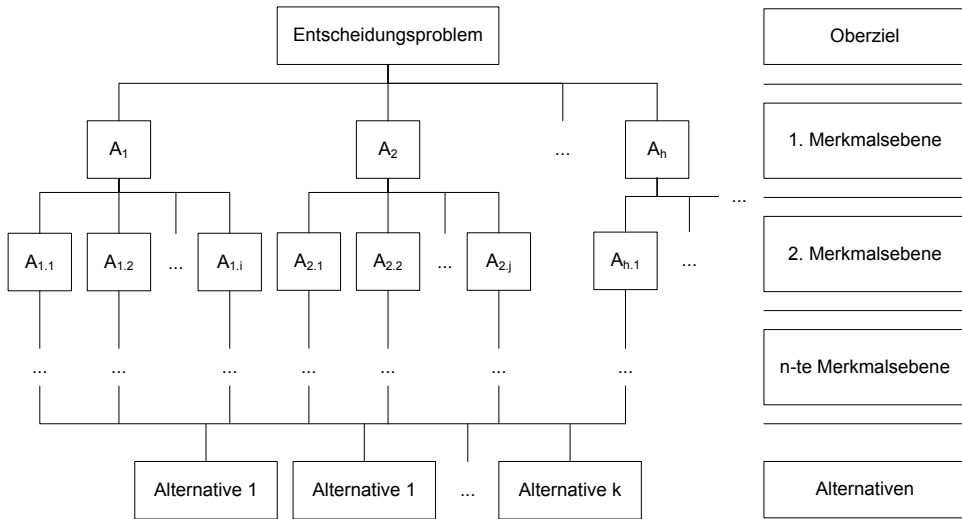 Entscheidungsproblem Oberziel
A1 A2 ... Ah 1. Merkmalsebene
...
A1.1 A1.2 ... A1.i A2.1 A2.2 ... A2.j Ah.1 ... 2. Merkmalsebene
... ... ... ... ... ... ... n-te Merkmalsebene
Alternative 1 Alternative 1 ... Alternative k Alternativen